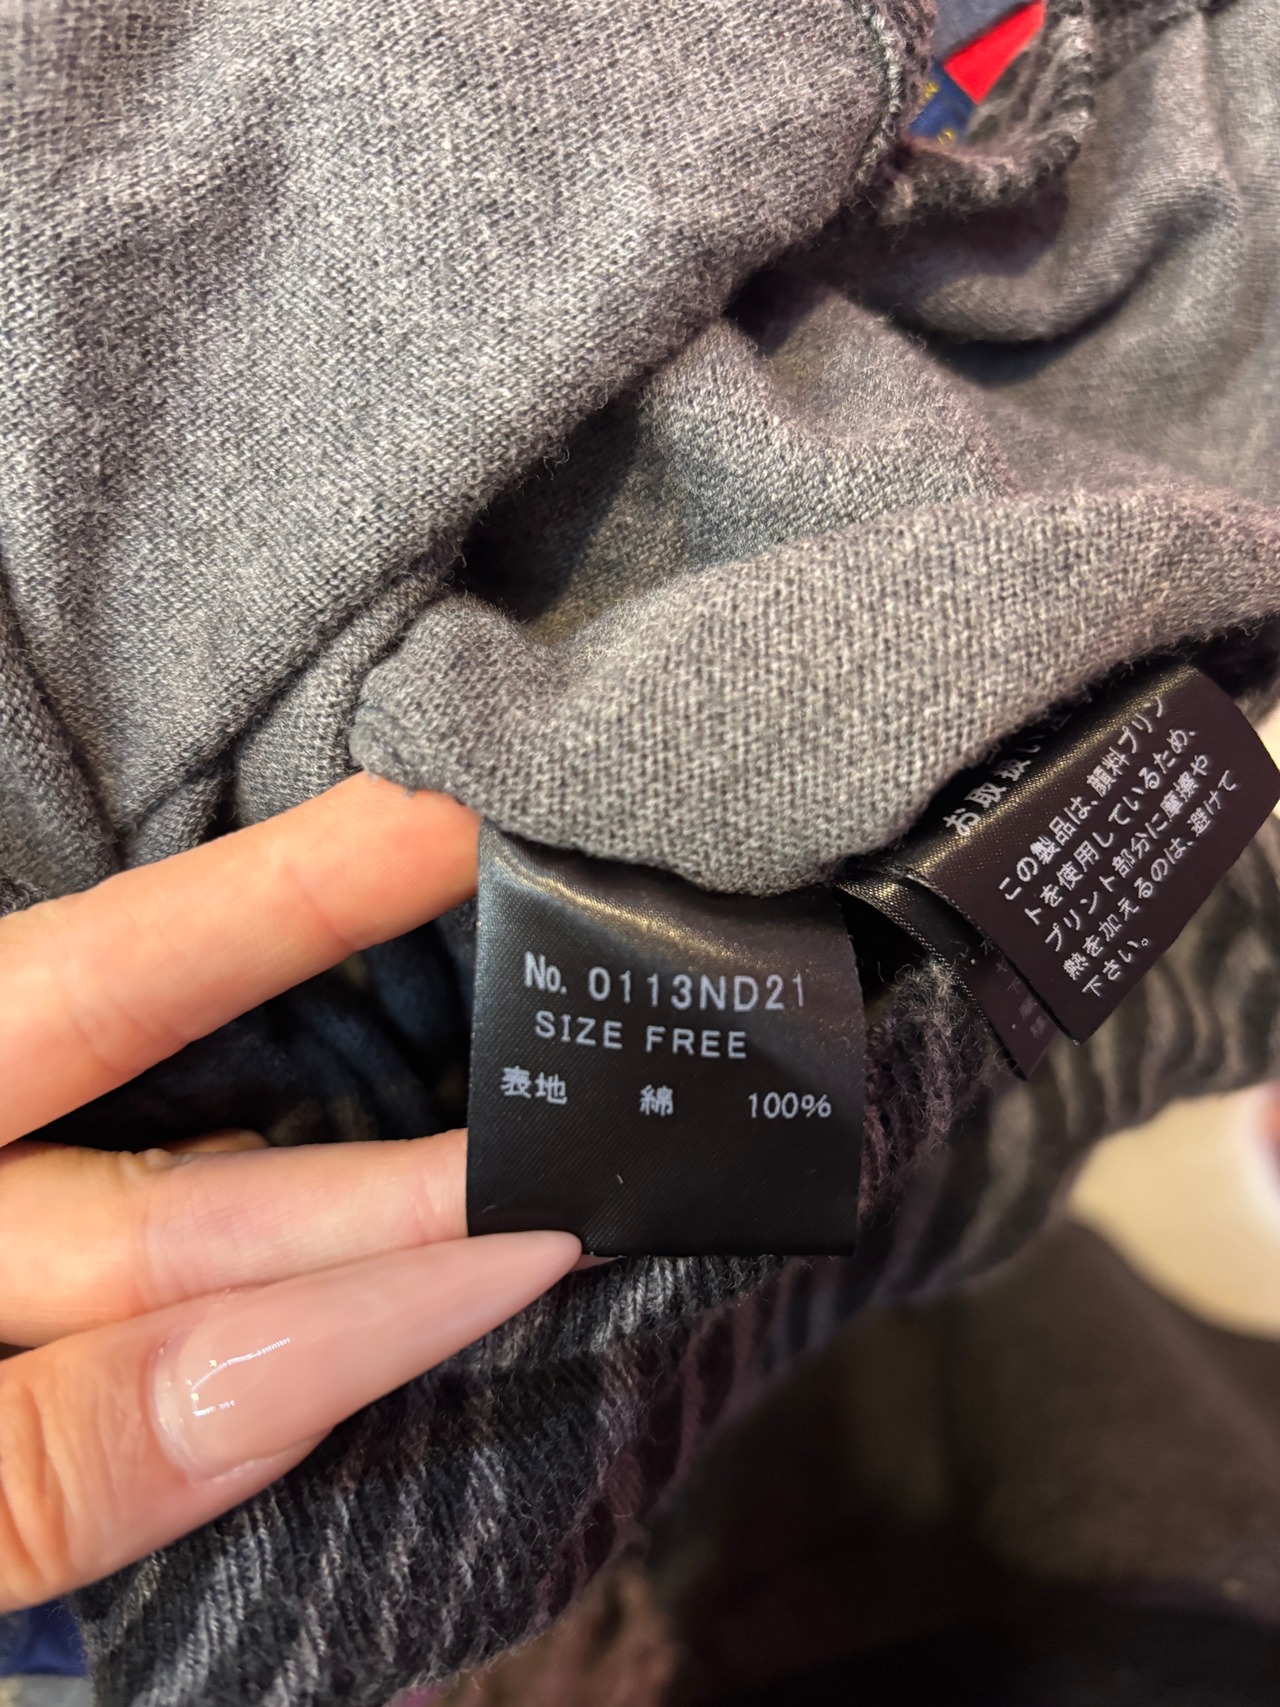 No. 0113ND21
SIZE FREE
表地 綿 100%
お取扱い
この製品は、顔料プリン
トを使用しているため、
プリント部分に摩擦や
熱を加えるのは、避けて
下さい。